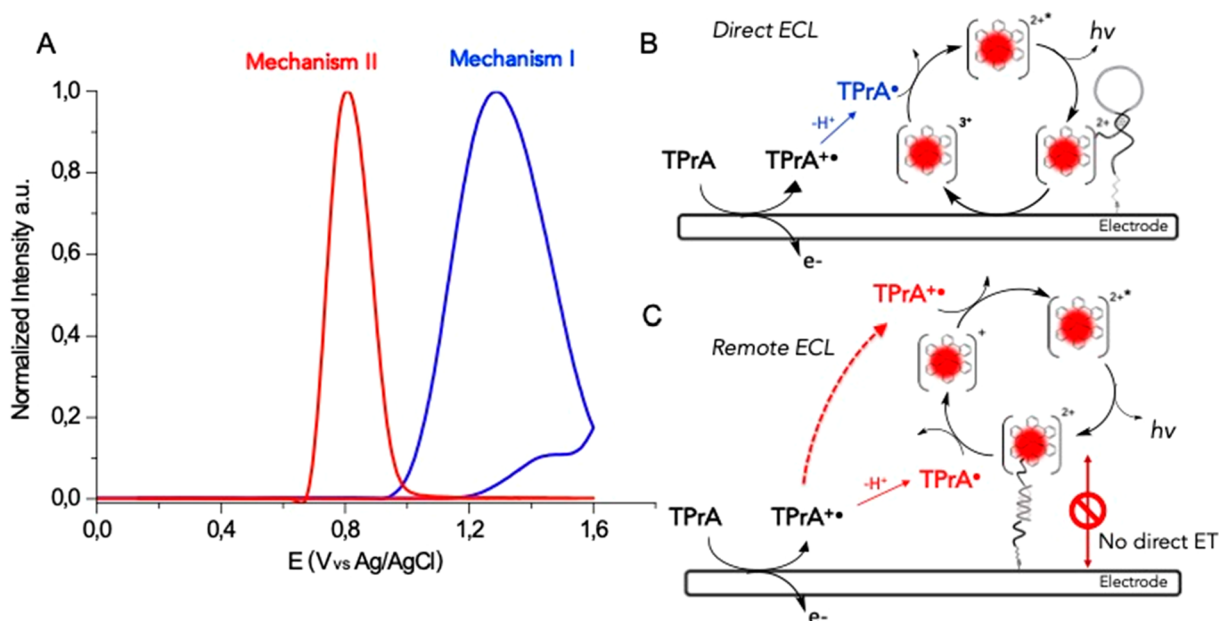 A
Mechanism II
Mechanism I
1,0
0,8
0,6
0,4
0,2
0,0
Normalized Intensity a.u.
0,0
0,4
0,8
1,2
1,6
E (V vs Ag/AgCl)
B
Direct ECL
2+*
hν
TPrA•
-H+
3+
2+
TPrA
TPrA+•
Electrode
e-
C
TPrA+•
2+*
Remote ECL
+
2+
hν
-H+
TPrA•
TPrA
TPrA+•
No direct ET
Electrode
e-